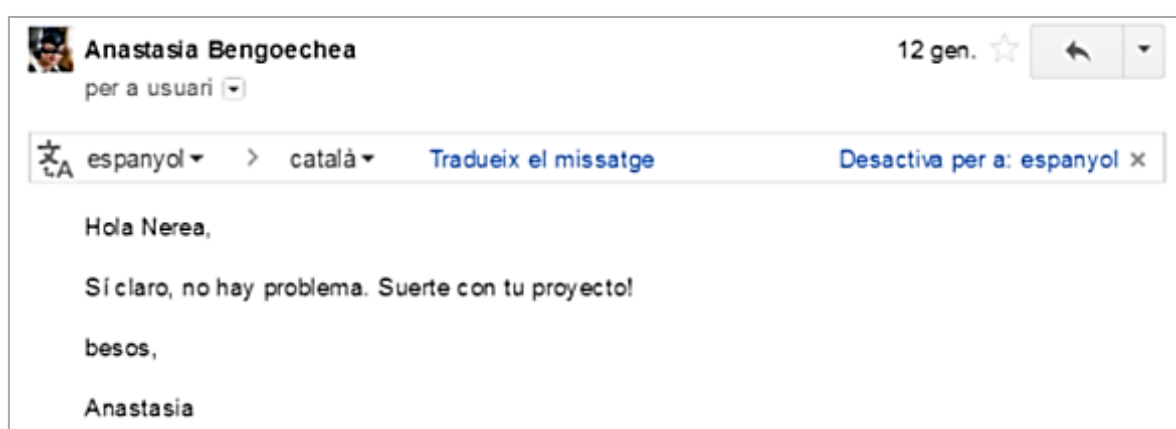 Anastasia Bengoechea 12 gen.
per a usuari
espanyol > català Tradueix el missatge Desactiva per a: espanyol ×
Hola Nerea,
Sí claro, no hay problema. Suerte con tu proyecto!
besos,
Anastasia